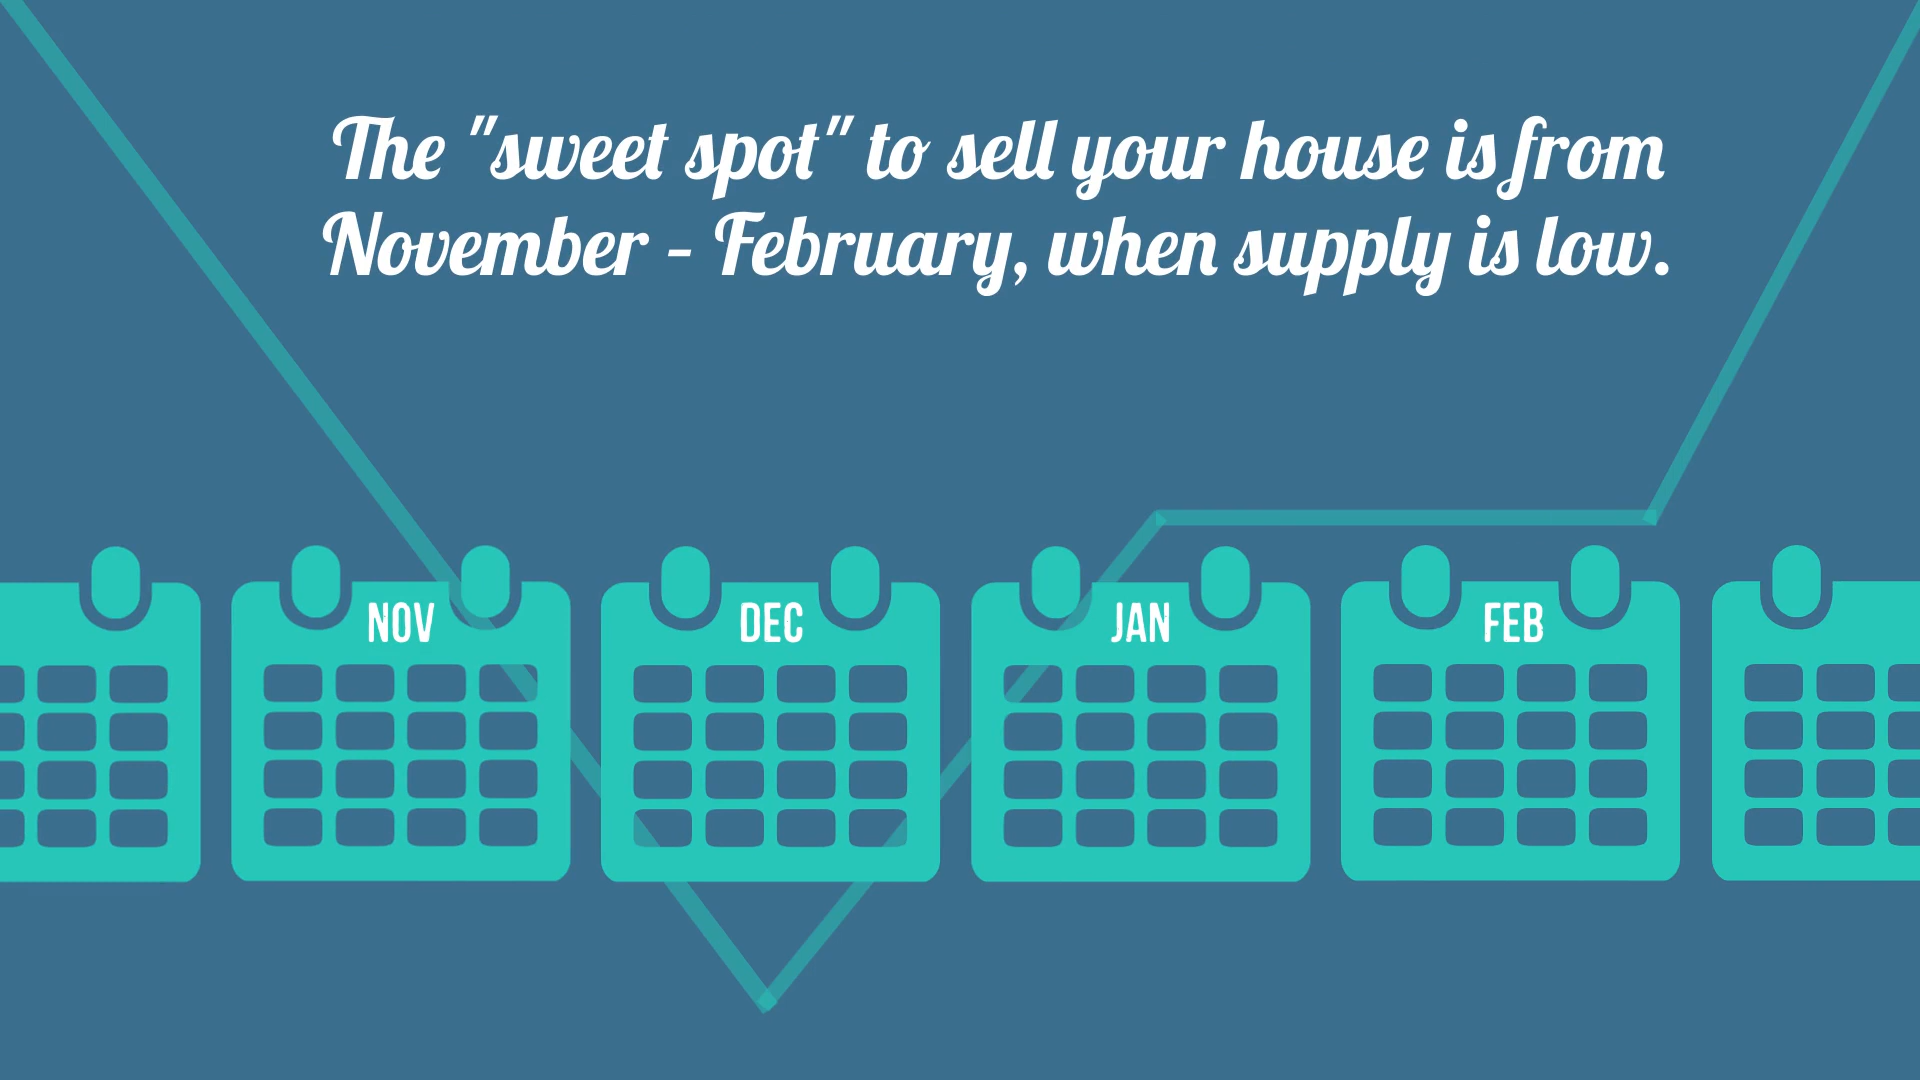 The "sweet spot" to sell your house is from
November - February, when supply is low.
NOV
DEC
JAN
FEB